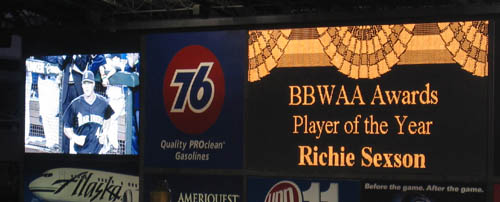 76
Quality PROclean
Gasolines
BBWAA Awards
Player of the Year
Richie Sexson
Alaska
AMERIQUEST
11
Before the game. After the game.